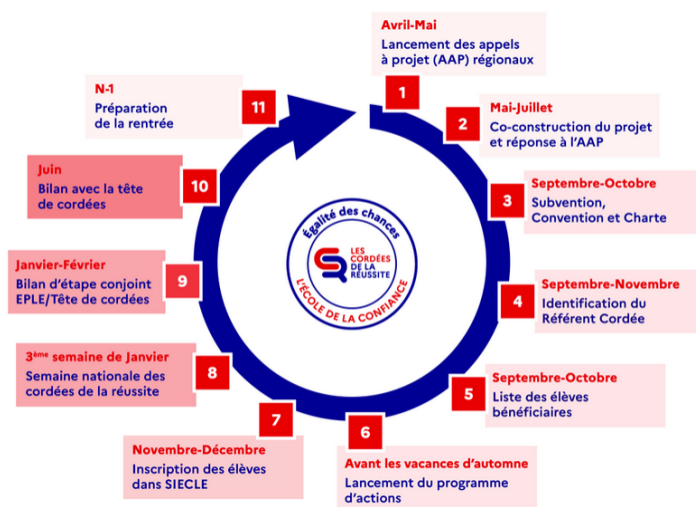 Avril-Mai
Lancement des appels
à projet (AAP) régionaux
1
2
Mai-Juillet
Co-construction du projet
et réponse à l'AAP
3
Septembre-Octobre
Subvention,
Convention et Charte
4
Septembre-Novembre
Identification du
Référent Cordée
5
Septembre-Octobre
Liste des élèves
bénéficiaires
6
Avant les vacances d'automne
Lancement du programme
d'actions
7
Novembre-Décembre
Inscription des élèves
dans SIECLE
8
3ème semaine de Janvier
Semaine nationale des
cordées de la réussite
9
Janvier-Février
Bilan d'étape conjoint
EPLE/Tête de cordées
10
Juin
Bilan avec la tête
de cordées
11
N-1
Préparation
de la rentrée
Égalité des chances
LES
CORDÉES
DE LA
RÉUSSITE
L'ÉCOLE DE LA CONFIANCE